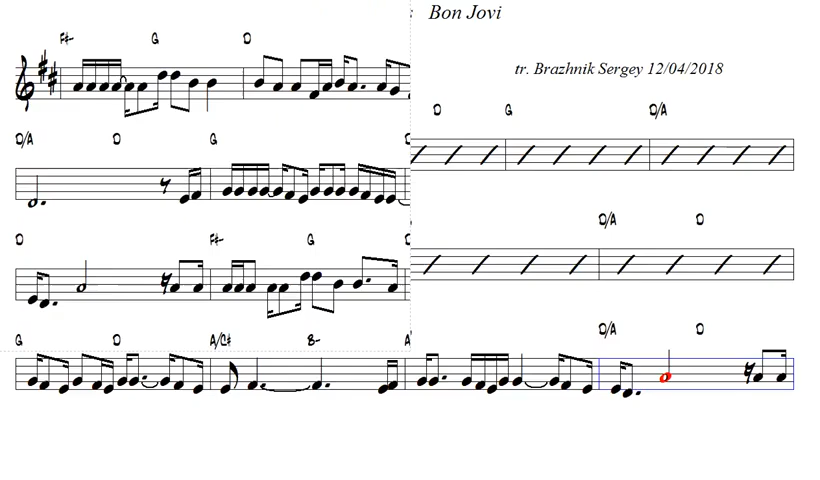 Bon Jovi
F#- G D
tr. Brazhnik Sergey 12/04/2018
D G D/A
D/A D G
D/A D
D F#- G
D/A D
G D A/C# B- A